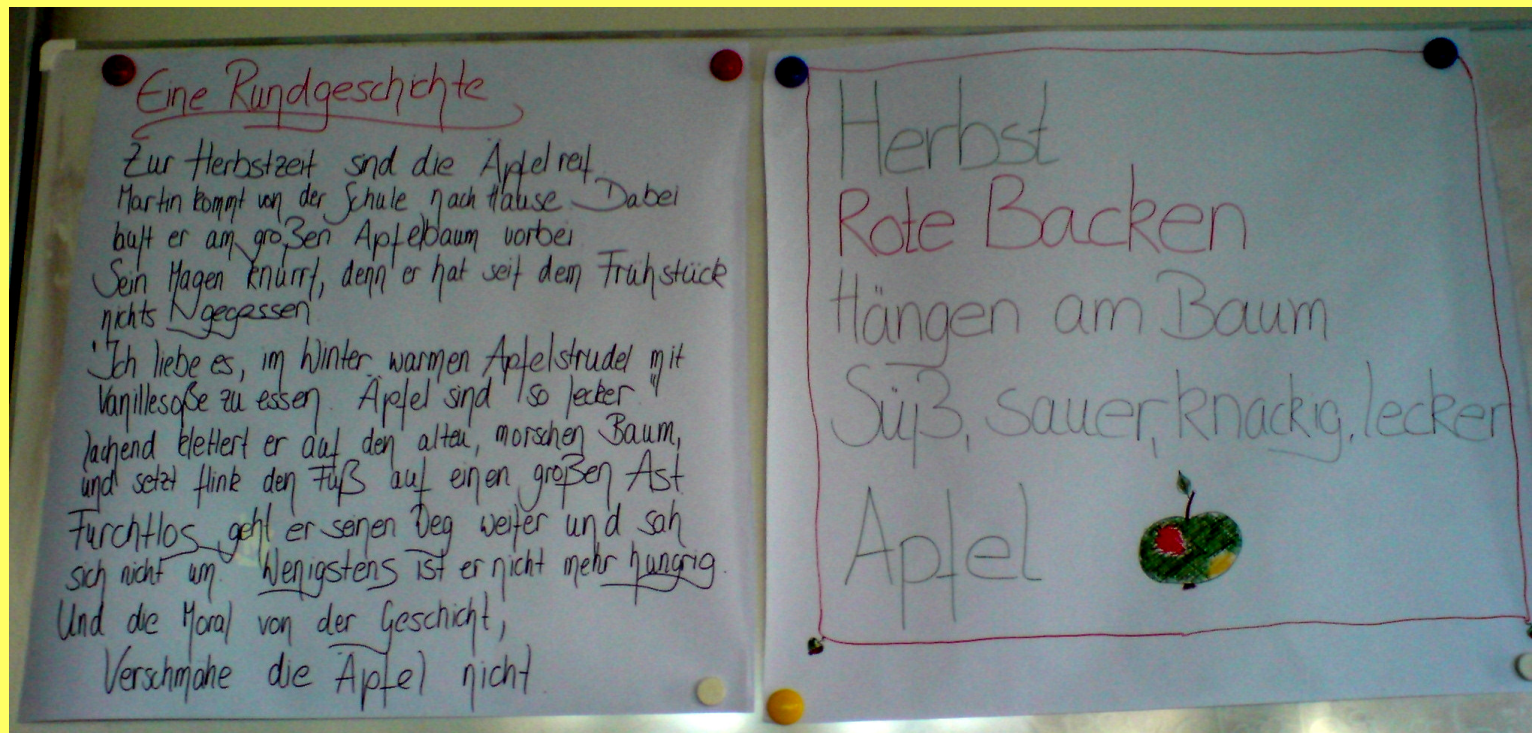 Eine Rundgeschichte
Zur Herbstzeit sind die Äpfel reif.
Martin kommt von der Schule nach Hause. Dabei
läuft er am großen Apfelbaum vorbei.
Sein Magen knurrt, denn er hat seit dem Frühstück
nichts gegessen
"Ich liebe es, im Winter warmen Apfelstrudel mit
Vanillesoße zu essen. Äpfel sind so lecker."
lachend klettert er auf den alten, morschen Baum,
und setzt flink den Fuß auf einen großen Ast.
Furchtlos geht er seinen Weg weiter und sah
sich nicht um. Wenigstens ist er nicht mehr hungrig.
Und die Moral von der Geschicht,
Verschmähe die Äpfel nicht.
Herbst
Rote Backen
Hängen am Baum
Süß, sauer, knackig, lecker
Apfel